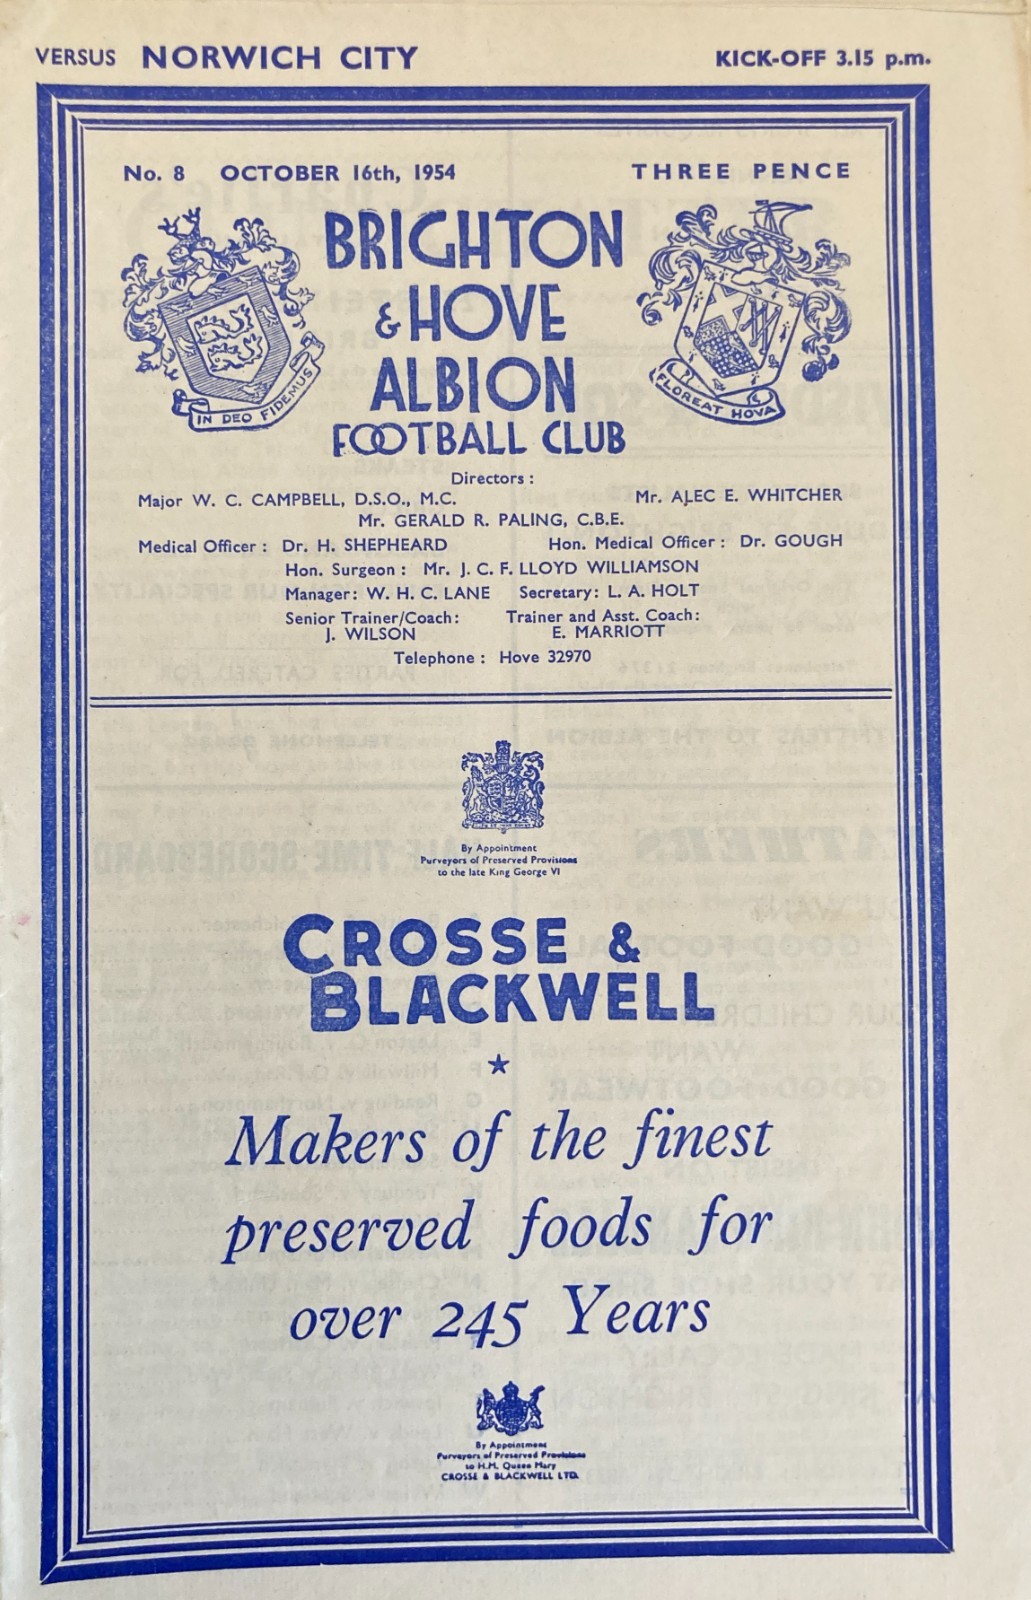 VERSUS NORWICH CITY KICK-OFF 3.15 p.m.
No. 8 OCTOBER 16th, 1954 THREE PENCE
BRIGHTON
& HOVE
ALBION
FOOTBALL CLUB
IN DEO FIDEMUS
FLOREAT HOVA
Directors :
Major W. C. CAMPBELL, D.S.O., M.C. Mr. ALEC E. WHITCHER
Mr. GERALD R. PALING, C.B.E.
Medical Officer : Dr. H. SHEPHEARD Hon. Medical Officer : Dr. GOUGH
Hon. Surgeon : Mr. J. C. F. LLOYD WILLIAMSON
Manager: W. H. C. LANE Secretary: L. A. HOLT
Senior Trainer/Coach: Trainer and Asst. Coach:
J. WILSON E. MARRIOTT
Telephone : Hove 32970
By Appointment
Purveyors of Preserved Provisions
to the late King George VI
CROSSE &
BLACKWELL
Makers of the finest
preserved foods for
over 245 Years
By Appointment
Purveyors of Preserved Provisions
to H.M. Queen Mary
CROSSE & BLACKWELL LTD.